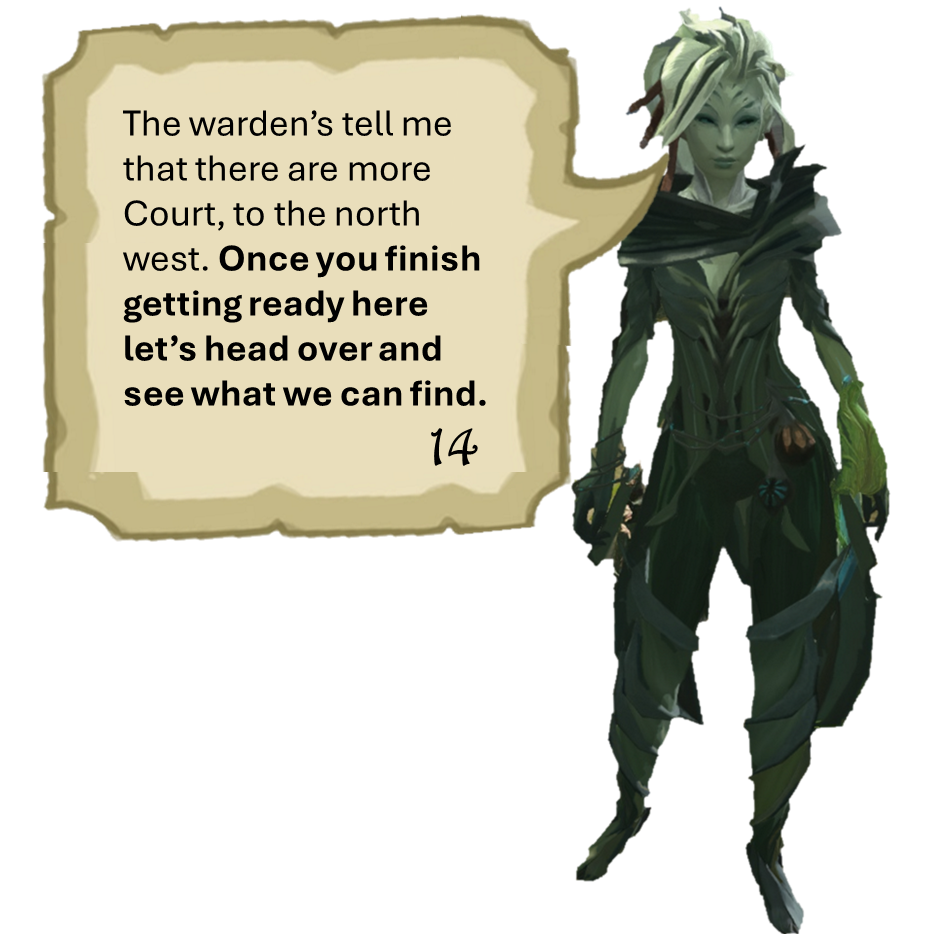 The warden’s tell me
that there are more
Court, to the north
west. Once you finish
getting ready here
let’s head over and
see what we can find.
14